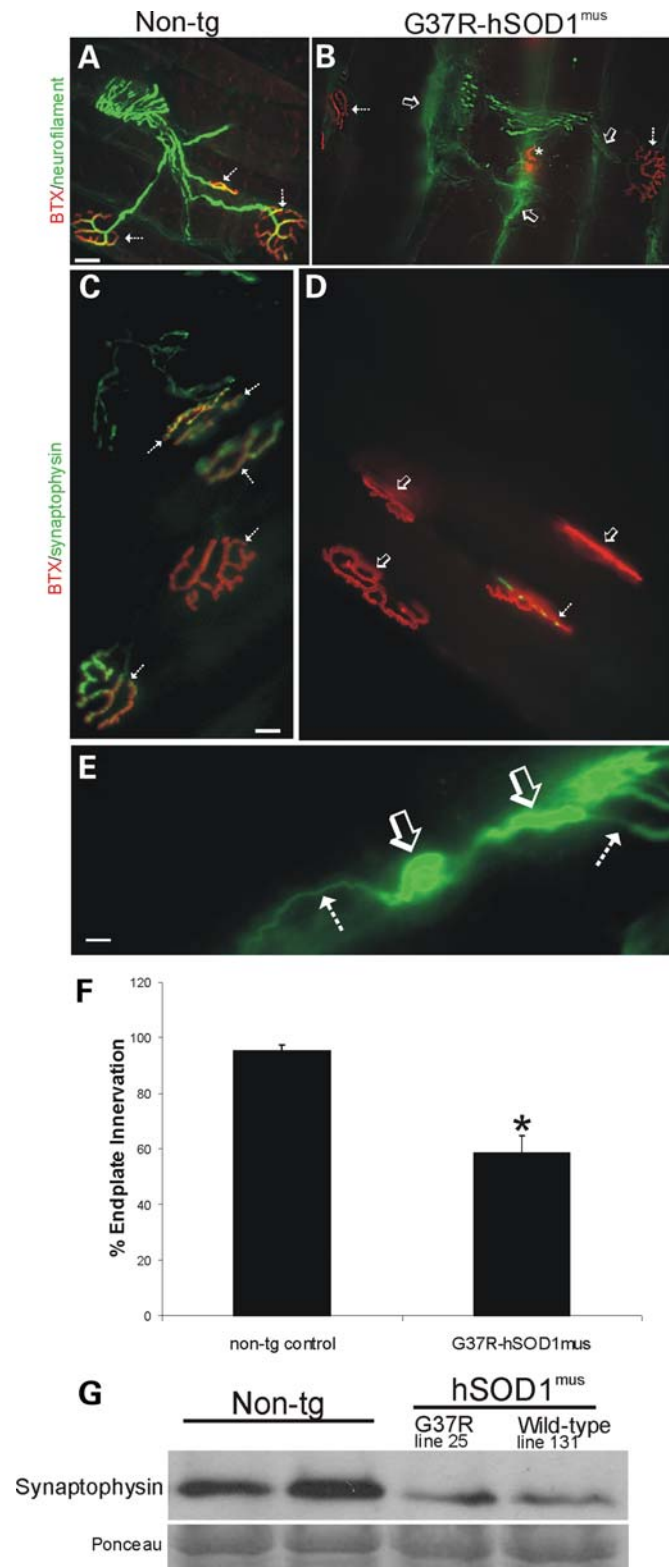 Non-tg
G37R-hSOD1mus
A
B
BTX/neurofilament
*
C
D
BTX/synaptophysin
E
F
120
100
80
60
40
20
0
% Endplate Innervation
*
non-tg control
G37R-hSOD1mus
G
Non-tg
hSOD1mus
G37R
line 25
Wild-type
line 131
Synaptophysin
Ponceau